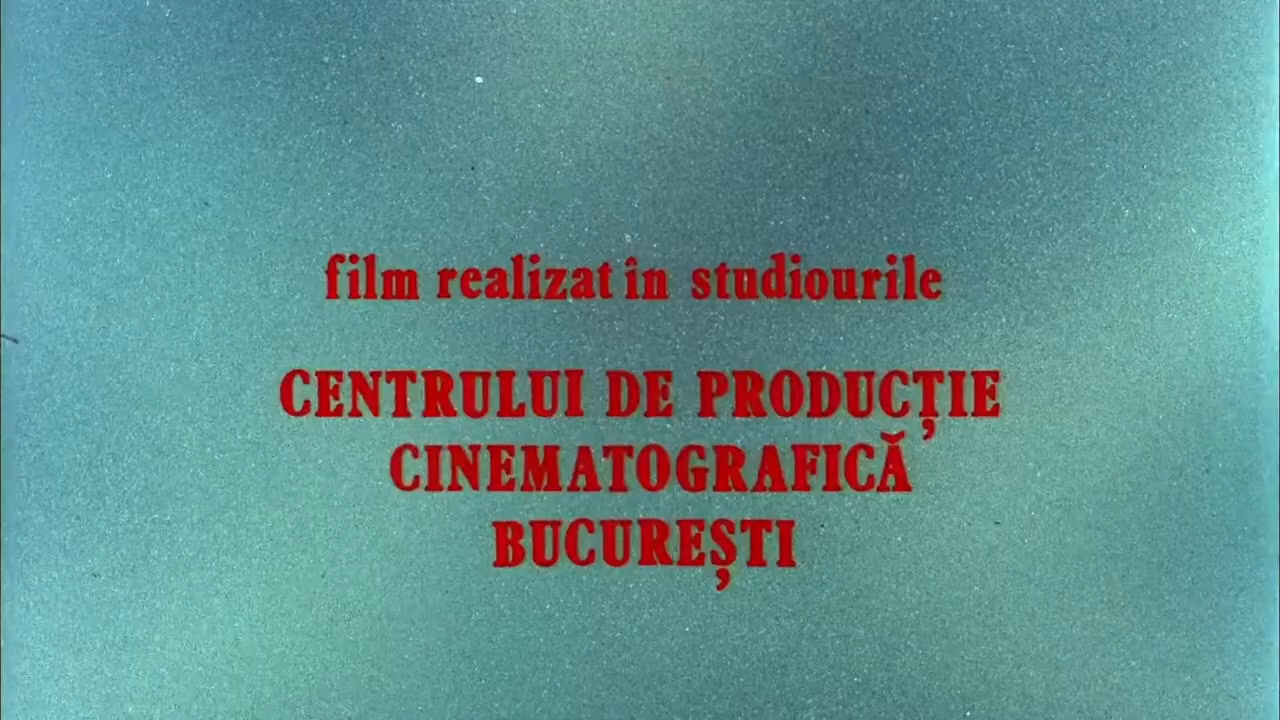 film realizat în studiourile
CENTRULUI DE PRODUCȚIE
CINEMATOGRAFICĂ
BUCUREȘTI